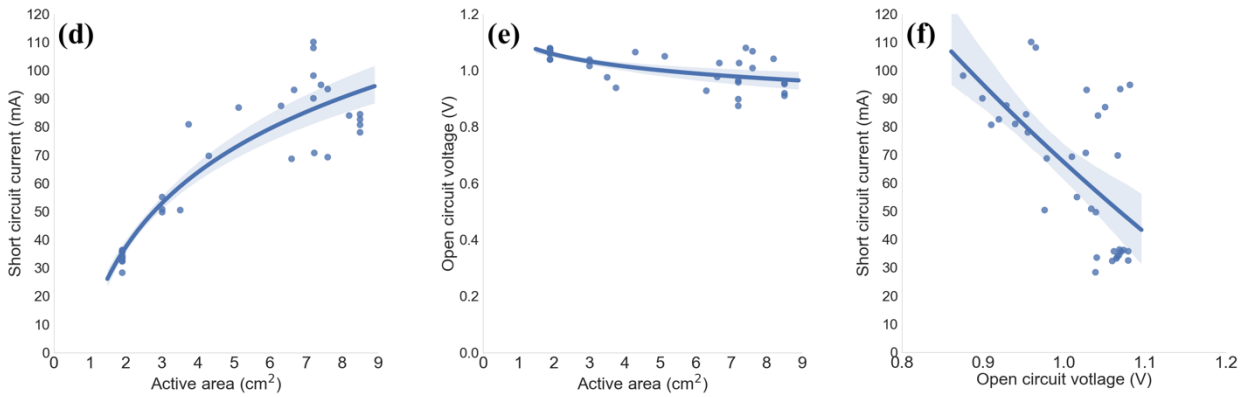 (d)
Short circuit current (mA)
120
110
100
90
80
70
60
50
40
30
20
10
0
0 1 2 3 4 5 6 7 8 9
Active area (cm²)
(e)
Open circuit voltage (V)
1.2
1.0
0.8
0.6
0.4
0.2
0.0
0 1 2 3 4 5 6 7 8 9
Active area (cm²)
(f)
Short circuit current (mA)
120
110
100
90
80
70
60
50
40
30
20
10
0
0.8 0.9 1.0 1.1 1.2
Open circuit votlage (V)